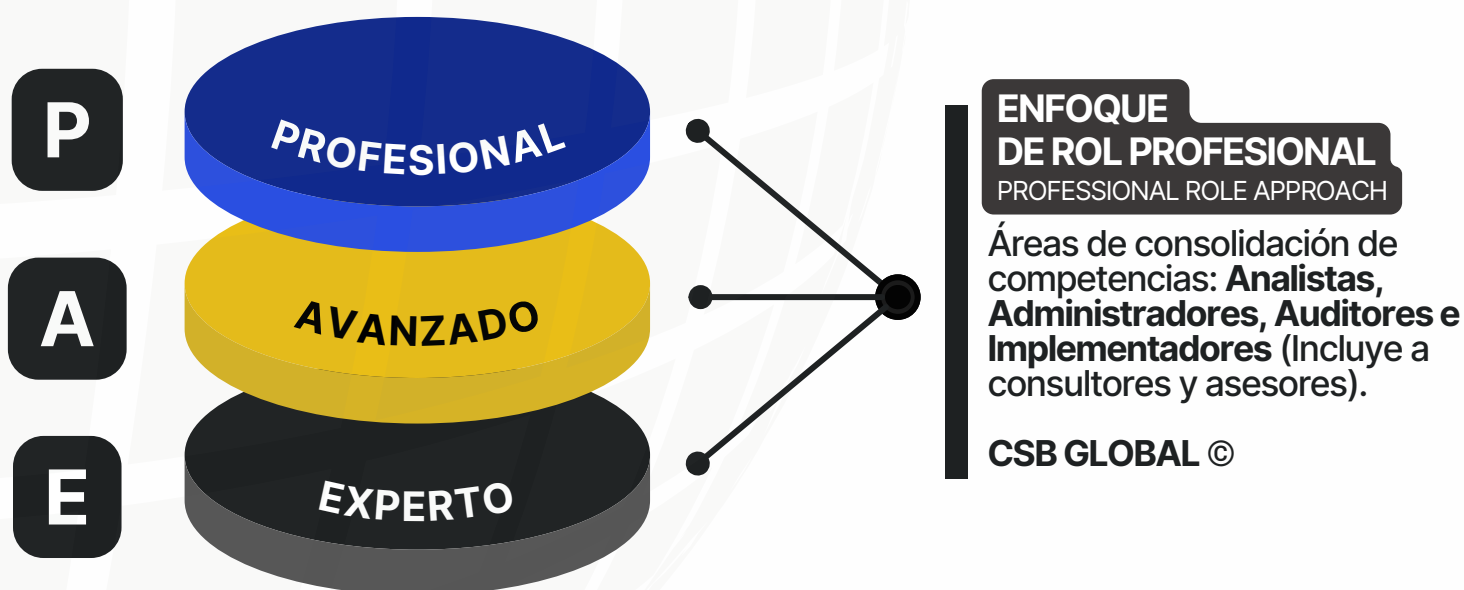 P
PROFESIONAL
A
AVANZADO
E
EXPERTO
ENFOQUE
DE ROL PROFESIONAL
PROFESSIONAL ROLE APPROACH
Áreas de consolidación de
competencias: Analistas,
Administradores, Auditores e
Implementadores (Incluye a
consultores y asesores).
CSB GLOBAL ©